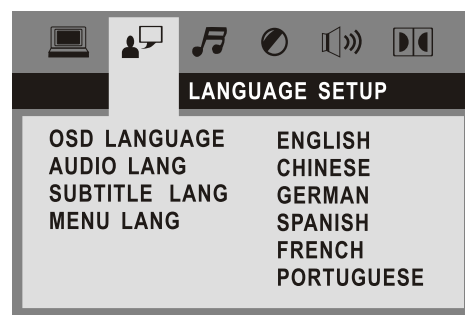 LANGUAGE SETUP
OSD LANGUAGE ENGLISH
AUDIO LANG CHINESE
SUBTITLE LANG GERMAN
MENU LANG SPANISH
FRENCH
PORTUGUESE